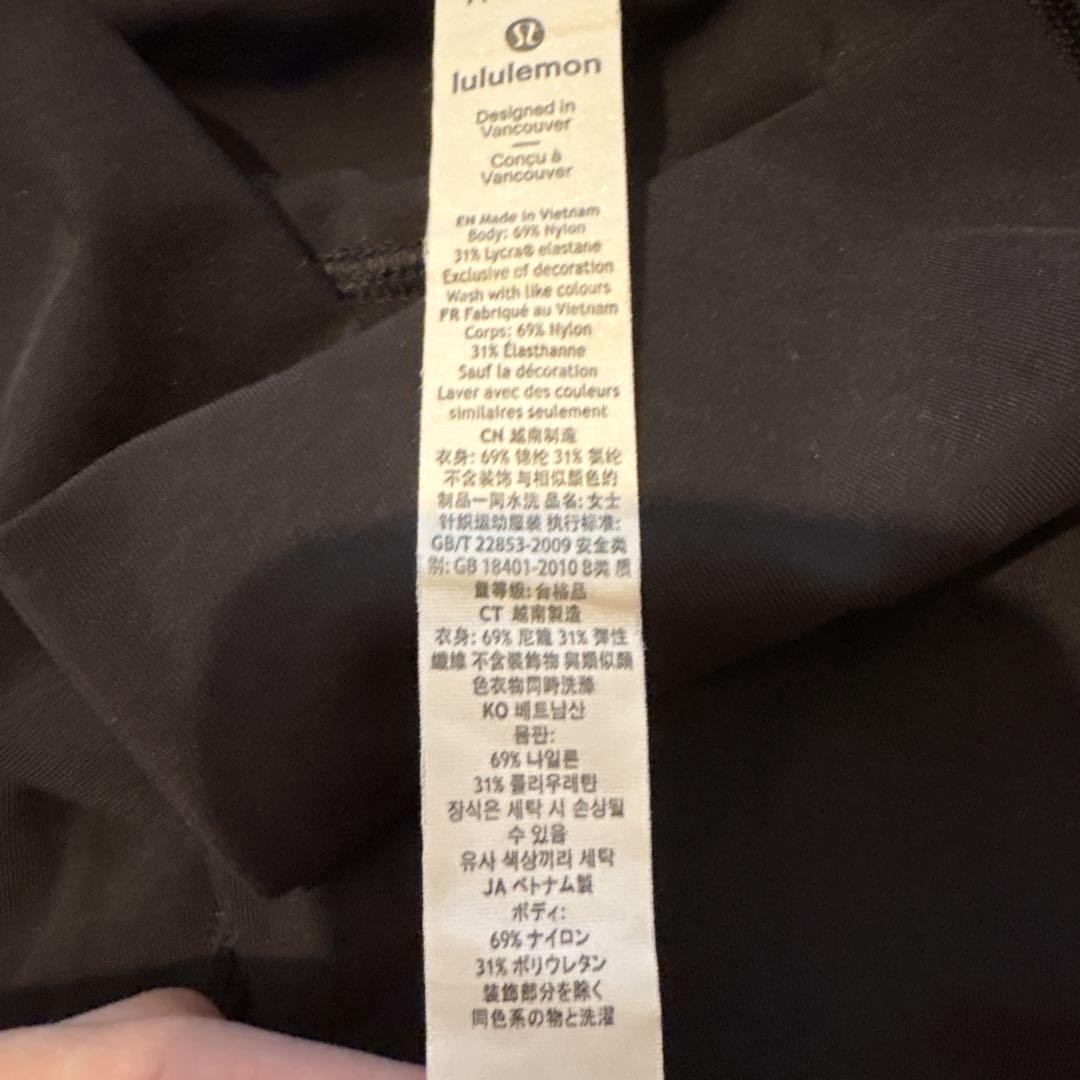 lululemon
Designed in
Vancouver
Conçu à
Vancouver
EN Made in Vietnam
Body: 69% Nylon
31% Lycra® elastane
Exclusive of decoration
Wash with like colours
FR Fabriqué au Vietnam
Corps: 69% Nylon
31% Élasthanne
Sauf la décoration
Laver avec des couleurs
similaires seulement
CN 越南制造
衣身: 69% 锦纶 31% 氨纶
不含装饰 与相似颜色的
制品一同水洗 品名: 女士
针织运动服装 执行标准:
GB/T 22853-2009 安全类
别: GB 18401-2010 B类 质
量等级: 合格品
CT 越南製造
衣身: 69% 尼龍 31% 彈性
纖維 不含裝飾物 與類似顏
色衣物同時洗滌
KO 베트남산
몸판:
69% 나일론
31% 폴리우레탄
장식은 세탁 시 손상될
수 있음
유사 색상끼리 세탁
JA ベトナム製
ボディ:
69% ナイロン
31% ポリウレタン
装飾部分を除く
同色系の物と洗濯